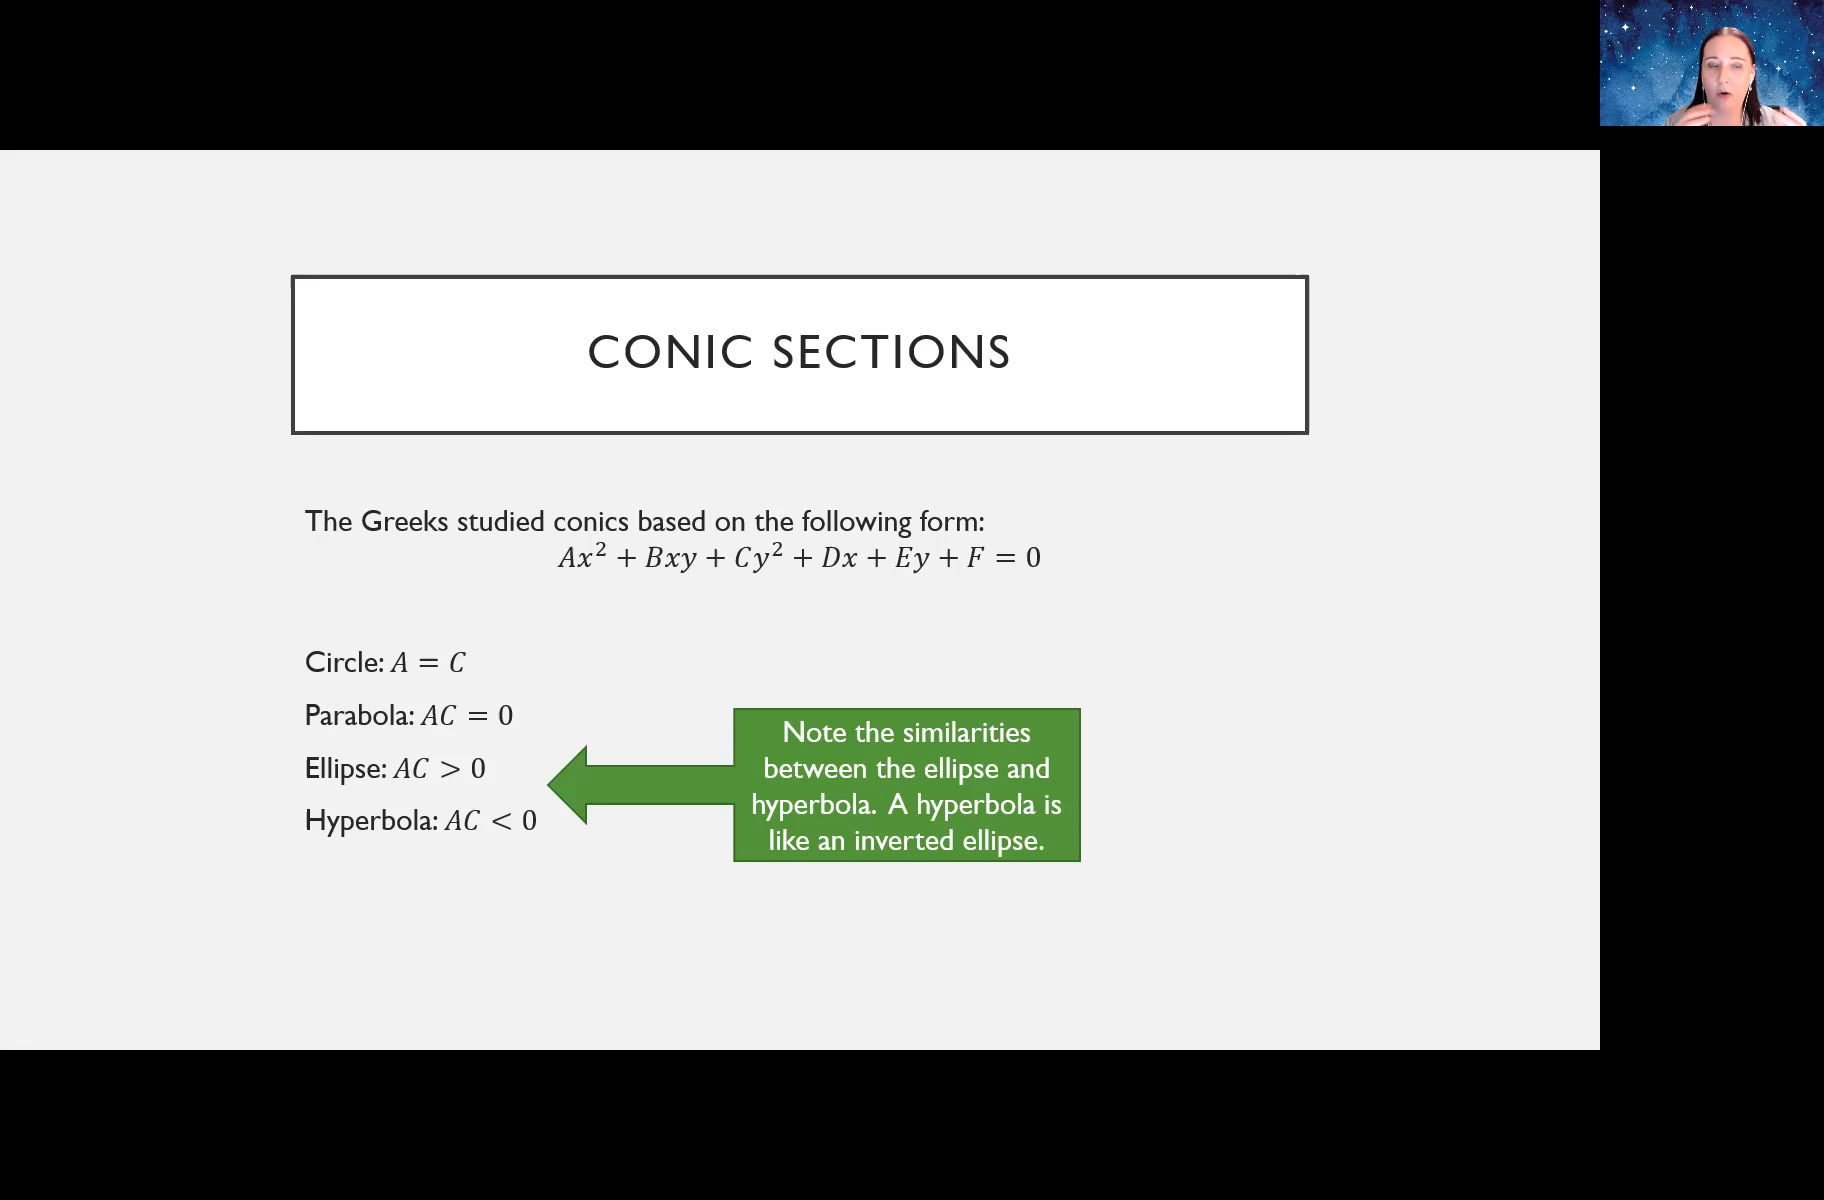 CONIC SECTIONS
The Greeks studied conics based on the following form:
Ax² + Bxy + Cy² + Dx + Ey + F = 0
Circle: A = C
Parabola: AC = 0
Ellipse: AC > 0
Hyperbola: AC < 0
Note the similarities
between the ellipse and
hyperbola. A hyperbola is
like an inverted ellipse.